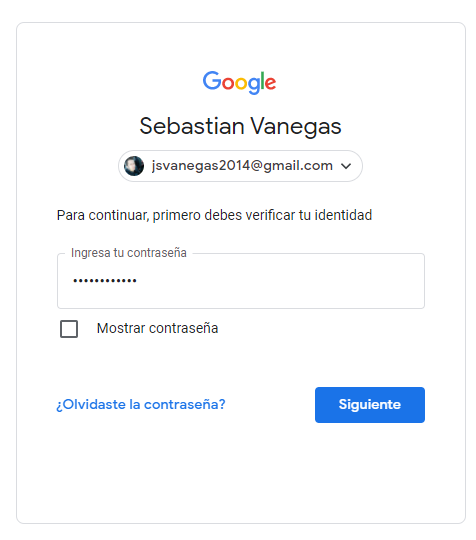 Google
Sebastian Vanegas
jsvanegas2014@gmail.com
Para continuar, primero debes verificar tu identidad
Ingresa tu contraseña
••••••••••••
Mostrar contraseña
¿Olvidaste la contraseña?
Siguiente